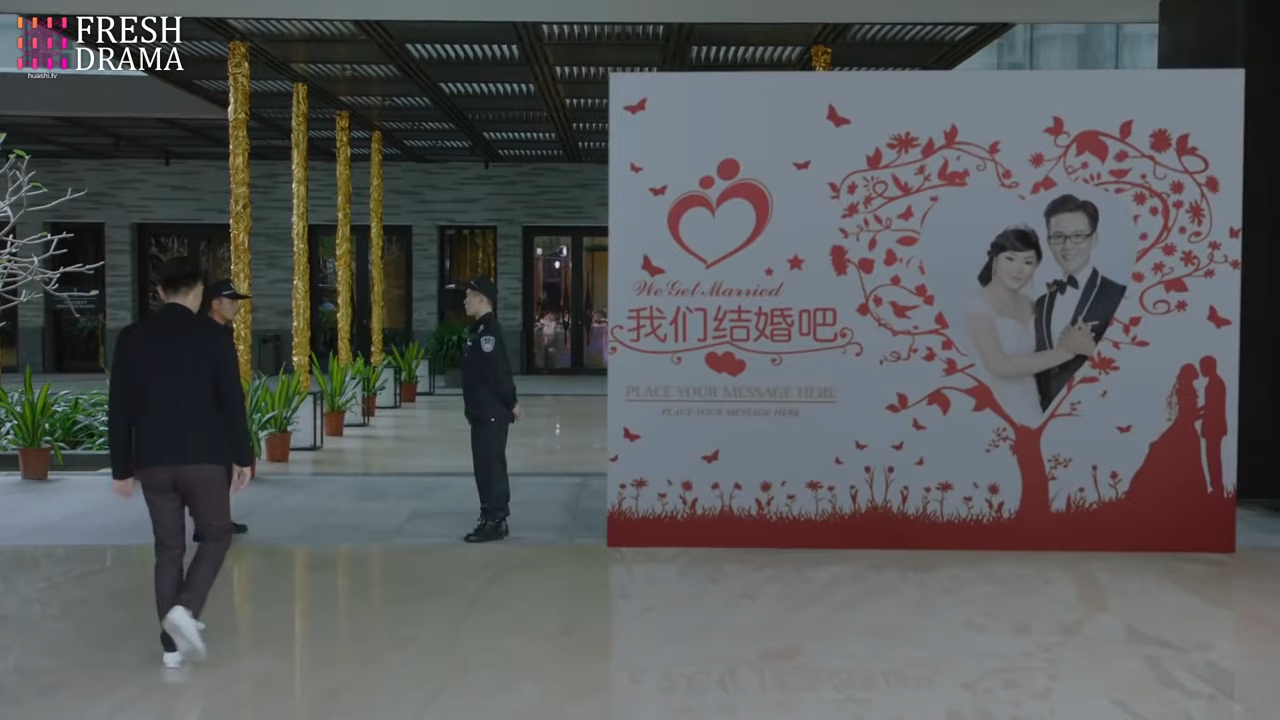 FRESH
DRAMA
huashi.tv
We Get Married
我们结婚吧
PLACE YOUR MESSAGE HERE
PLACE YOUR MESSAGE HERE